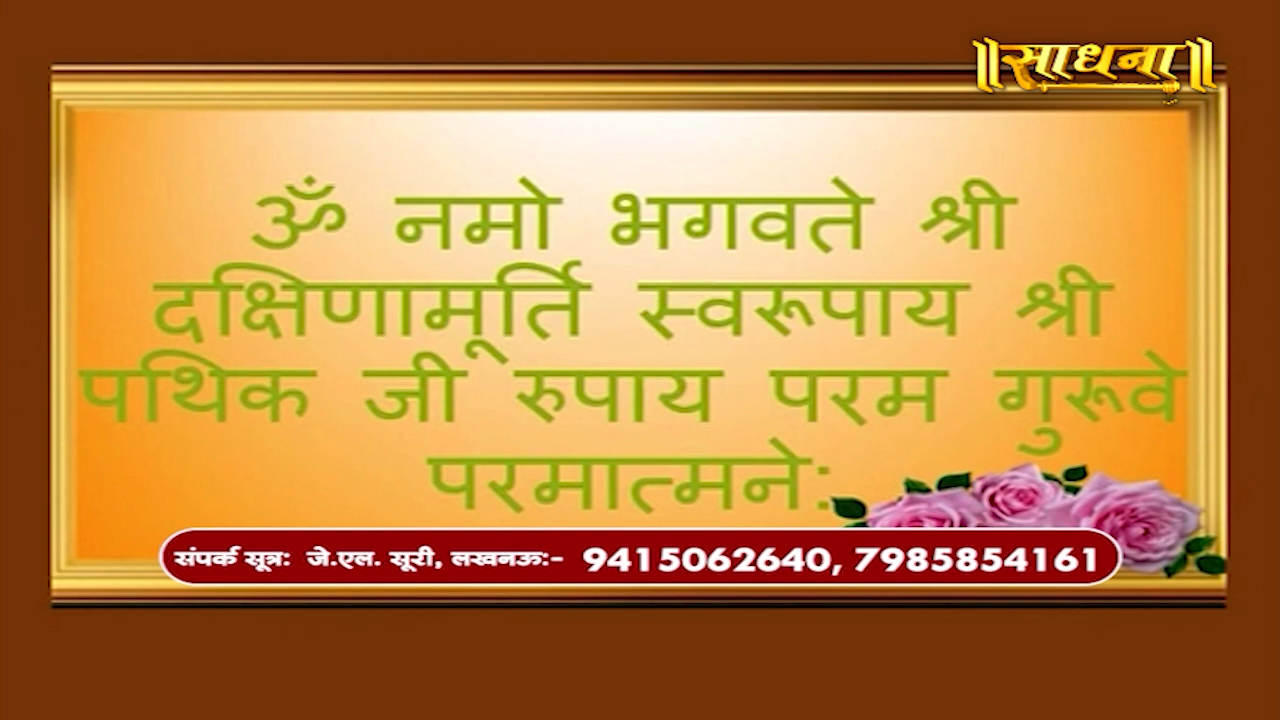 ॥साधना॥
ॐ नमो भगवते श्री
दक्षिणामूर्ति स्वरूपाय श्री
पथिक जी रुपाय परम गुरूवे
परमात्मने:
संपर्क सूत्र: जे.एल. सूरी, लखनऊ:- 9415062640, 7985854161